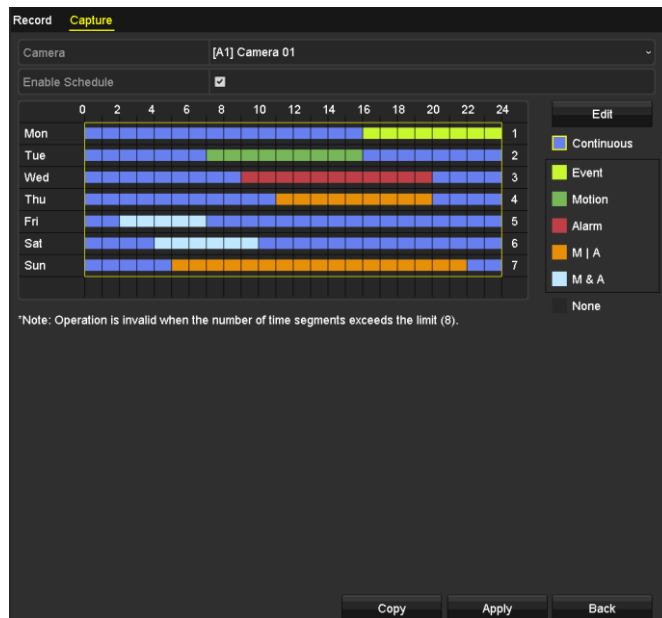 Record Capture
Camera [A1] Camera 01
Enable Schedule
0 2 4 6 8 10 12 14 16 18 20 22 24
Edit
Mon 1
Continuous
Tue 2
Wed 3
Event
Thu 4
Motion
Fri 5
Alarm
Sat 6
M | A
Sun 7
M & A
None
*Note: Operation is invalid when the number of time segments exceeds the limit (8).
Copy Apply Back